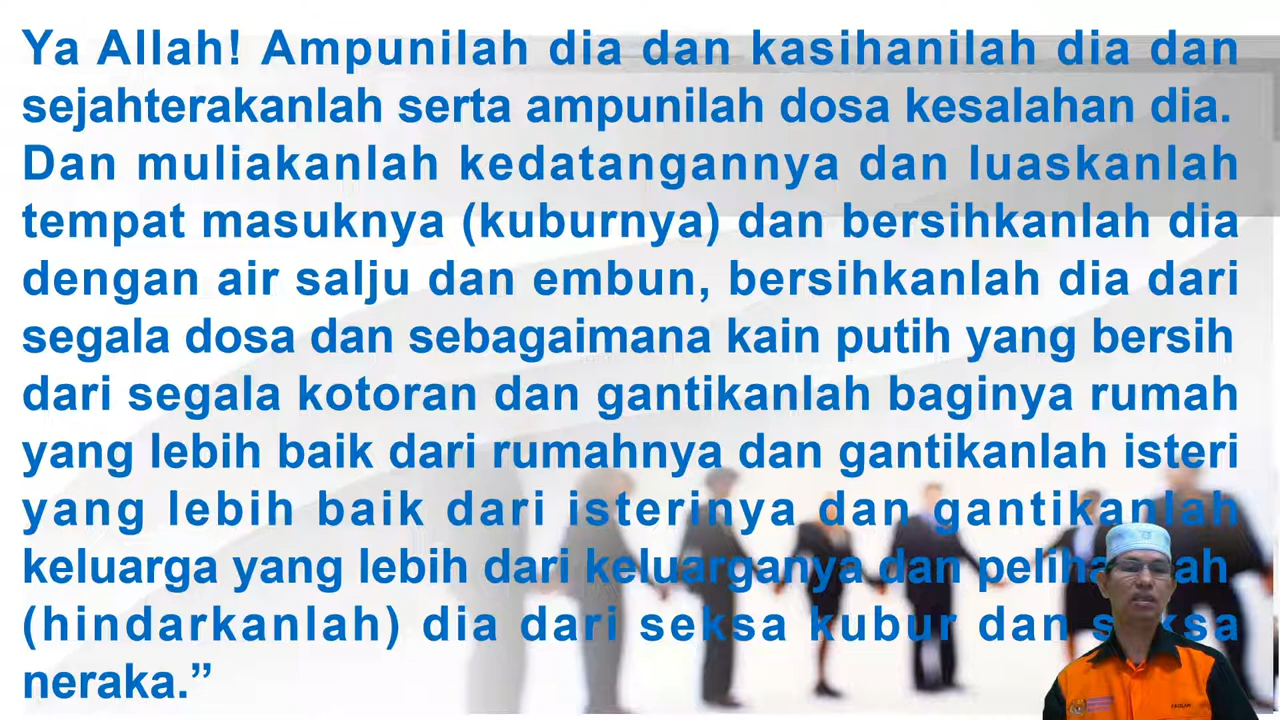 Ya Allah! Ampunilah dia dan kasihanilah dia dan
sejahterakanlah serta ampunilah dosa kesalahan dia.
Dan muliakanlah kedatangannya dan luaskanlah
tempat masuknya (kuburnya) dan bersihkanlah dia
dengan air salju dan embun, bersihkanlah dia dari
segala dosa dan sebagaimana kain putih yang bersih
dari segala kotoran dan gantikanlah baginya rumah
yang lebih baik dari rumahnya dan gantikanlah isteri
yang lebih baik dari isterinya dan gantikanlah
keluarga yang lebih dari keluarganya dan
(hindarkanlah) dia dari seksa kubur dan
neraka.”